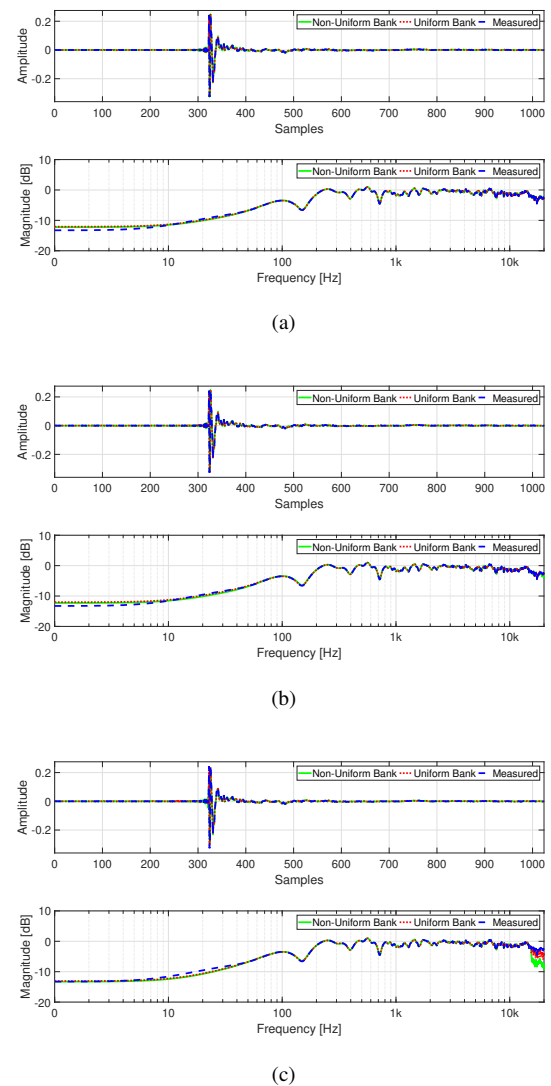 0.2
0
-0.2
Amplitude
Non-Uniform Bank Uniform Bank Measured
0 100 200 300 400 500 600 700 800 900 1000
Samples
10
0
-10
-20
Magnitude [dB]
Non-Uniform Bank Uniform Bank Measured
0 10 100 1k 10k
Frequency [Hz]
(a)
0.2
0
-0.2
Amplitude
Non-Uniform Bank Uniform Bank Measured
0 100 200 300 400 500 600 700 800 900 1000
Samples
10
0
-10
-20
Magnitude [dB]
Non-Uniform Bank Uniform Bank Measured
0 10 100 1k 10k
Frequency [Hz]
(b)
0.2
0
-0.2
Amplitude
Non-Uniform Bank Uniform Bank Measured
0 100 200 300 400 500 600 700 800 900 1000
Samples
10
0
-10
-20
Magnitude [dB]
Non-Uniform Bank Uniform Bank Measured
0 10 100 1k 10k
Frequency [Hz]
(c)